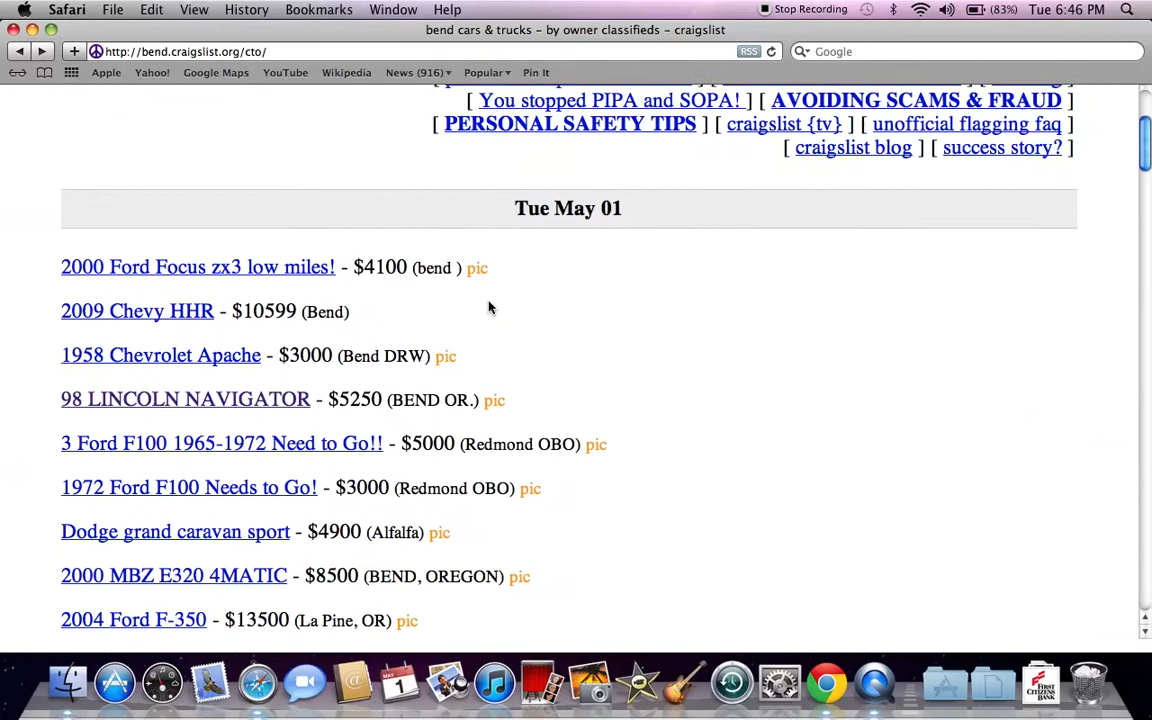 Safari File Edit View History Bookmarks Window Help Stop Recording (83%) Tue 6:46 PM
bend cars & trucks – by owner classifieds – craigslist
http://bend.craigslist.org/cto/ RSS Google
Apple Yahoo! Google Maps YouTube Wikipedia News (916) Popular Pin It
[ You stopped PIPA and SOPA! ] [ AVOIDING SCAMS & FRAUD ]
[ PERSONAL SAFETY TIPS ] [ craigslist {tv} ] [ unofficial flagging faq ]
[ craigslist blog ] [ success story? ]
Tue May 01
2000 Ford Focus zx3 low miles! - $4100 (bend ) pic
2009 Chevy HHR - $10599 (Bend)
1958 Chevrolet Apache - $3000 (Bend DRW) pic
98 LINCOLN NAVIGATOR - $5250 (BEND OR.) pic
3 Ford F100 1965-1972 Need to Go!! - $5000 (Redmond OBO) pic
1972 Ford F100 Needs to Go! - $3000 (Redmond OBO) pic
Dodge grand caravan sport - $4900 (Alfalfa) pic
2000 MBZ E320 4MATIC - $8500 (BEND, OREGON) pic
2004 Ford F-350 - $13500 (La Pine, OR) pic
MAY
1
FIRST
CITIZENS
BANK